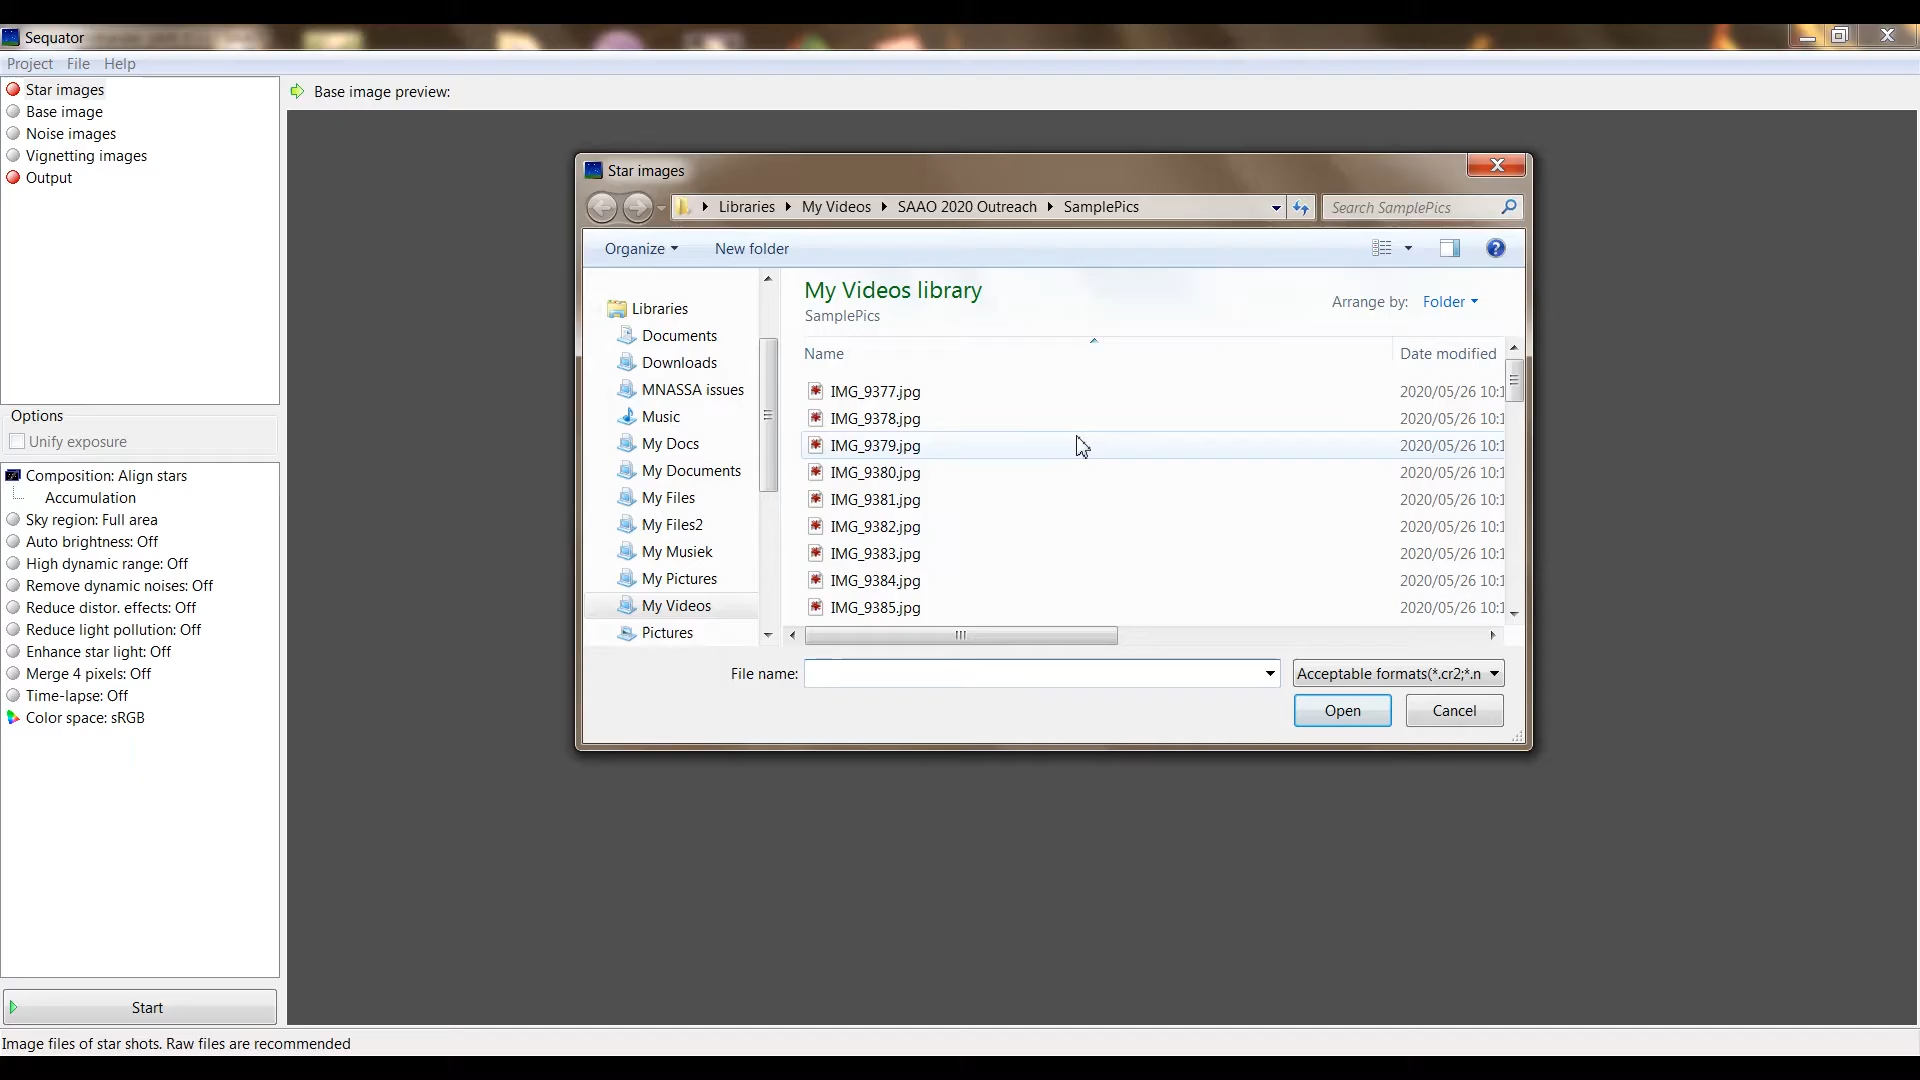 Sequator
Project File Help
Star images
Base image
Noise images
Vignetting images
Output
Options
Unify exposure
Composition: Align stars
Accumulation
Sky region: Full area
Auto brightness: Off
High dynamic range: Off
Remove dynamic noises: Off
Reduce distor. effects: Off
Reduce light pollution: Off
Enhance star light: Off
Merge 4 pixels: Off
Time-lapse: Off
Color space: sRGB
Start
Image files of star shots. Raw files are recommended
Base image preview:
Star images
Libraries My Videos SAAO 2020 Outreach SamplePics
Search SamplePics
Organize New folder
Libraries
Documents
Downloads
MNASSA issues
Music
My Docs
My Documents
My Files
My Files2
My Musiek
My Pictures
My Videos
Pictures
My Videos library
SamplePics
Arrange by: Folder
Name Date modified
IMG_9377.jpg 2020/05/26 10:1
IMG_9378.jpg 2020/05/26 10:1
IMG_9379.jpg 2020/05/26 10:1
IMG_9380.jpg 2020/05/26 10:1
IMG_9381.jpg 2020/05/26 10:1
IMG_9382.jpg 2020/05/26 10:1
IMG_9383.jpg 2020/05/26 10:1
IMG_9384.jpg 2020/05/26 10:1
IMG_9385.jpg 2020/05/26 10:1
File name:
Acceptable formats(*.cr2;*.n
Open Cancel